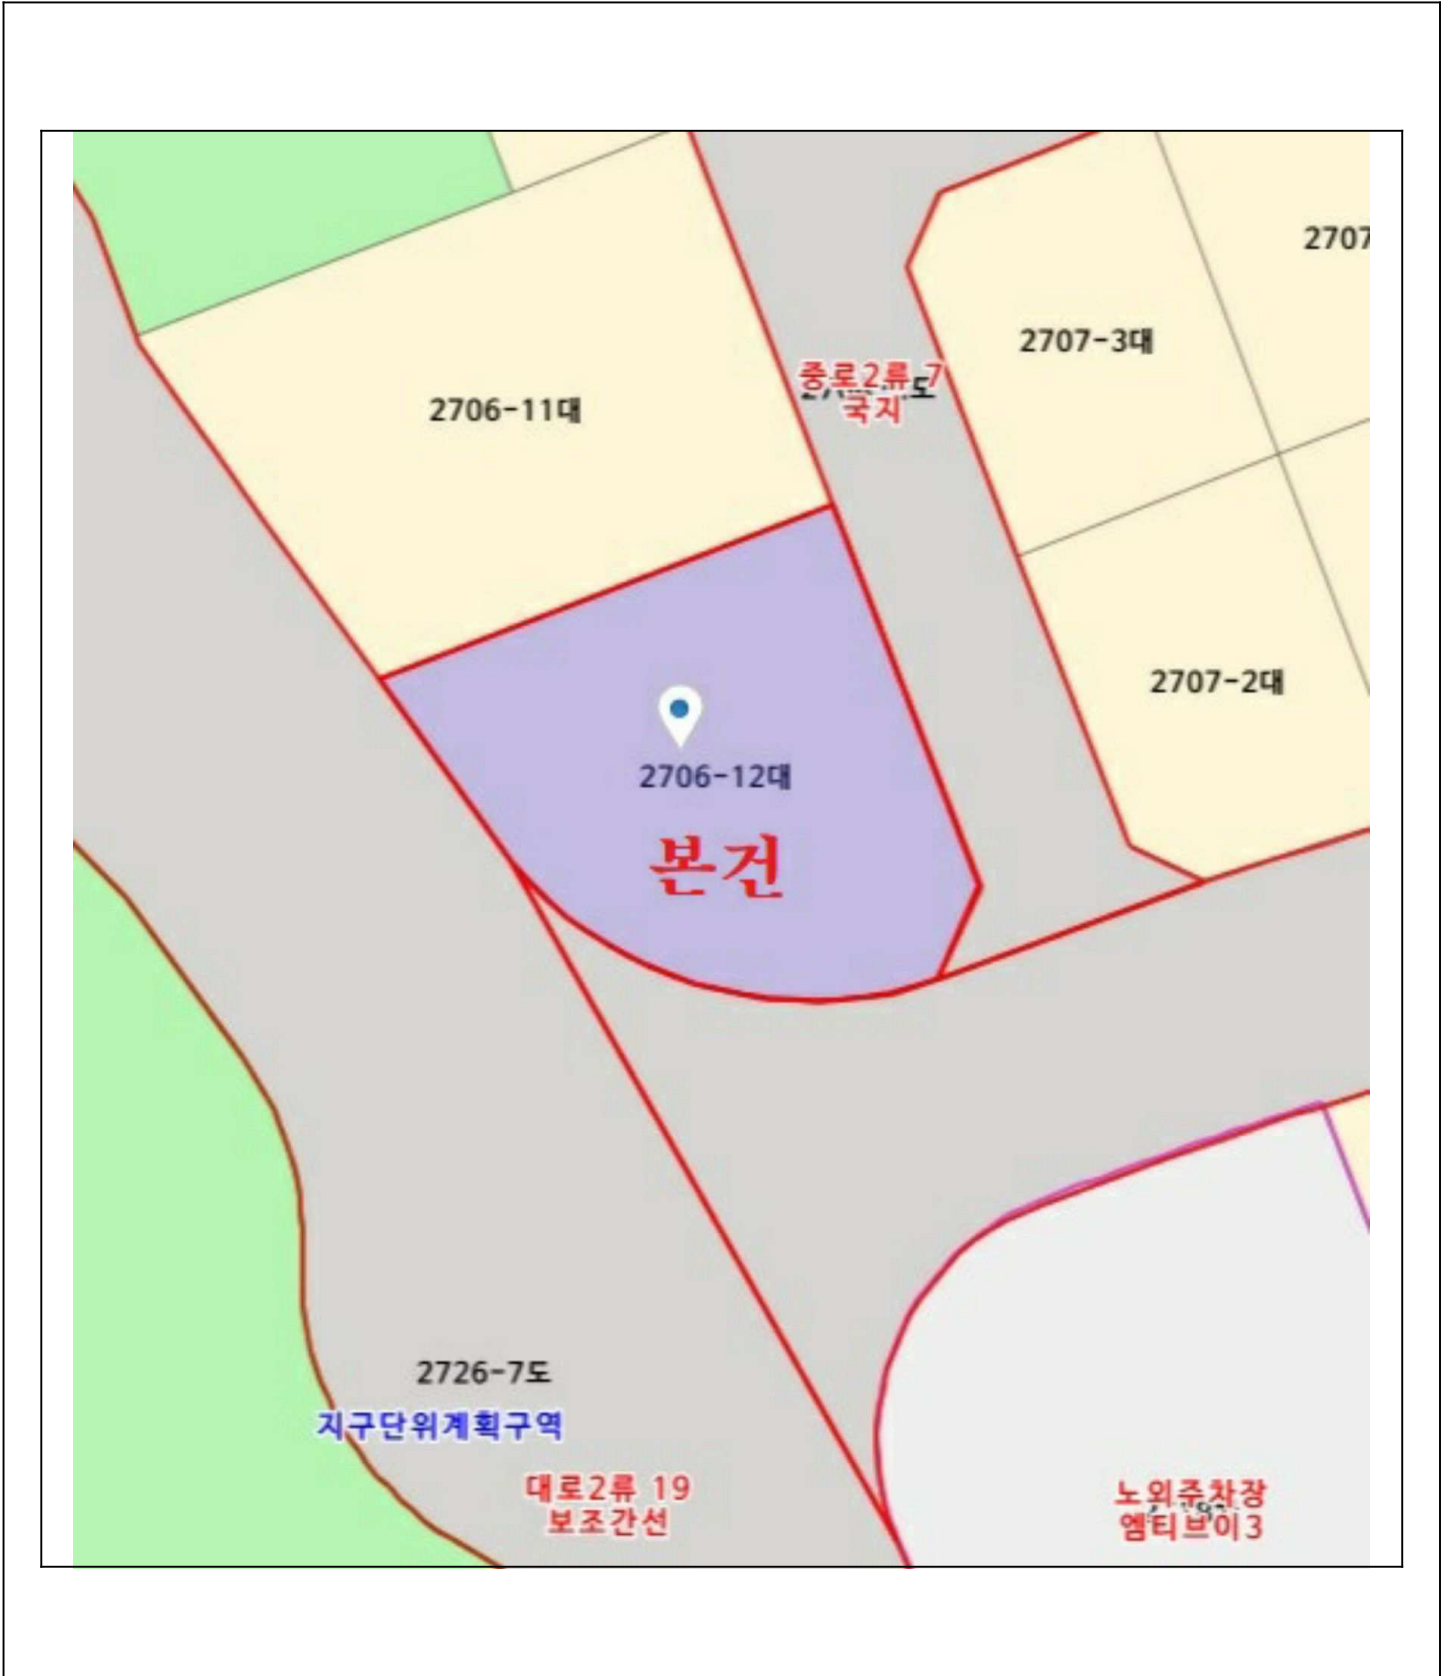 2707
2707-3대
중로2류 7
국지
2706-11대
2707-2대
2706-12대
본건
2726-7도
지구단위계획구역
대로2류 19
보조간선
노외주차장
엠티브이3